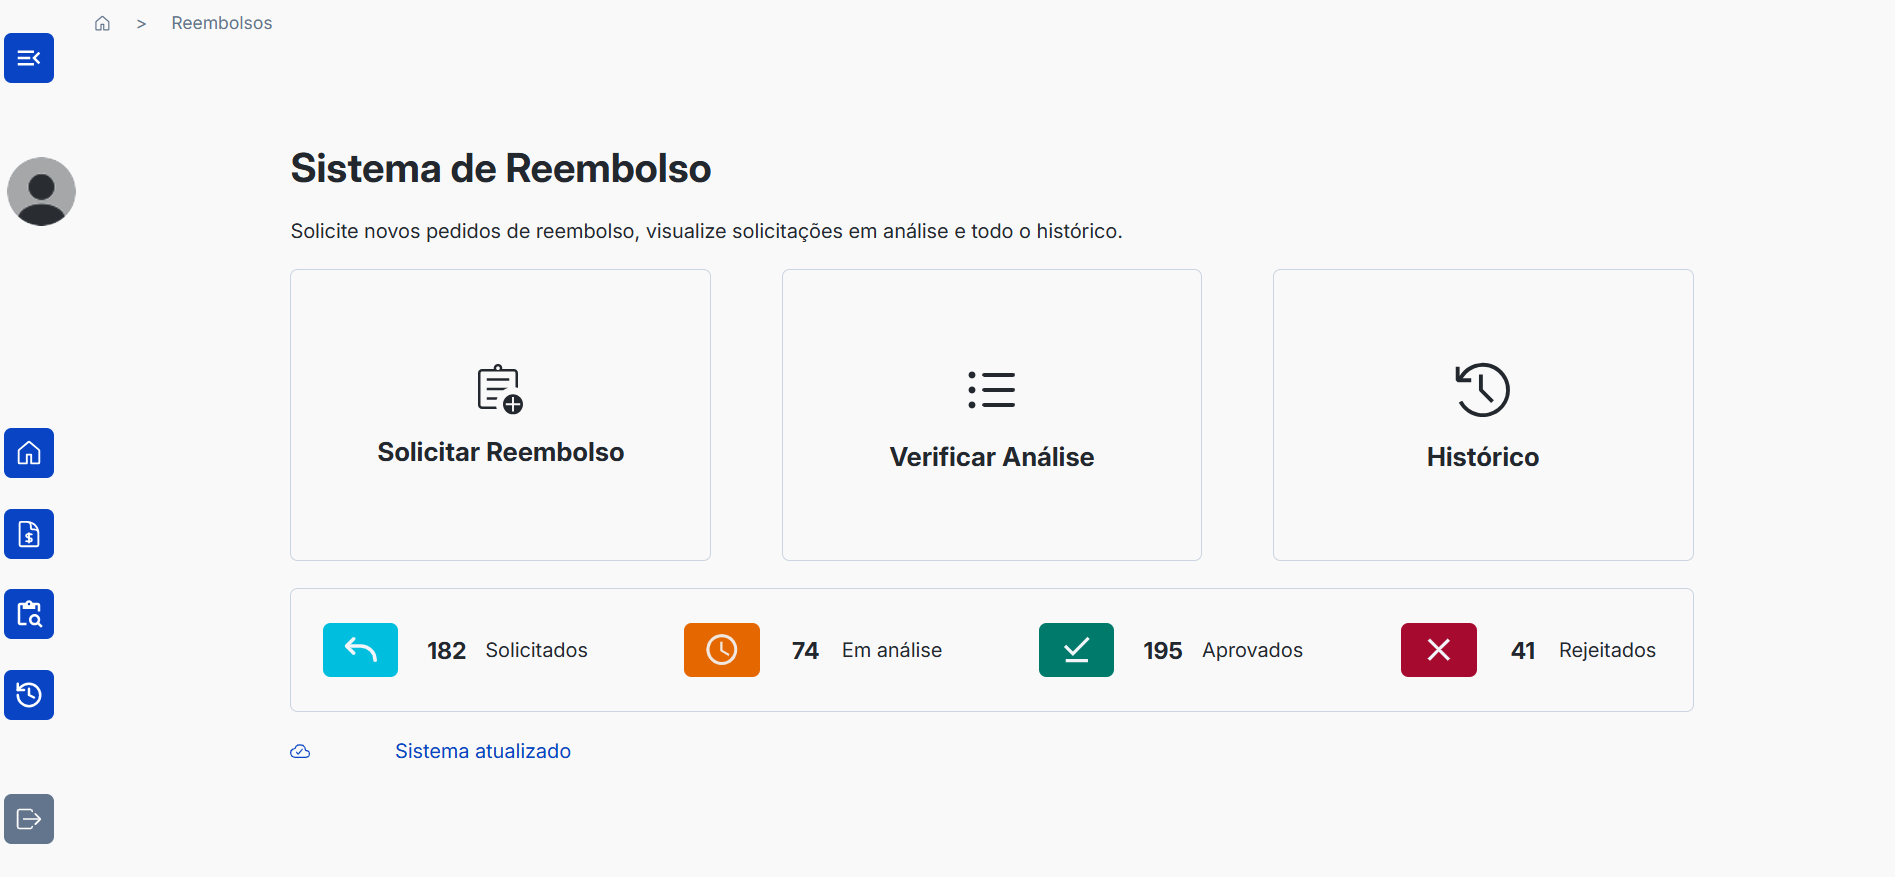 > Reembolsos
Sistema de Reembolso
Solicite novos pedidos de reembolso, visualize solicitações em análise e todo o histórico.
Solicitar Reembolso
Verificar Análise
Histórico
182 Solicitados
74 Em análise
195 Aprovados
41 Rejeitados
Sistema atualizado